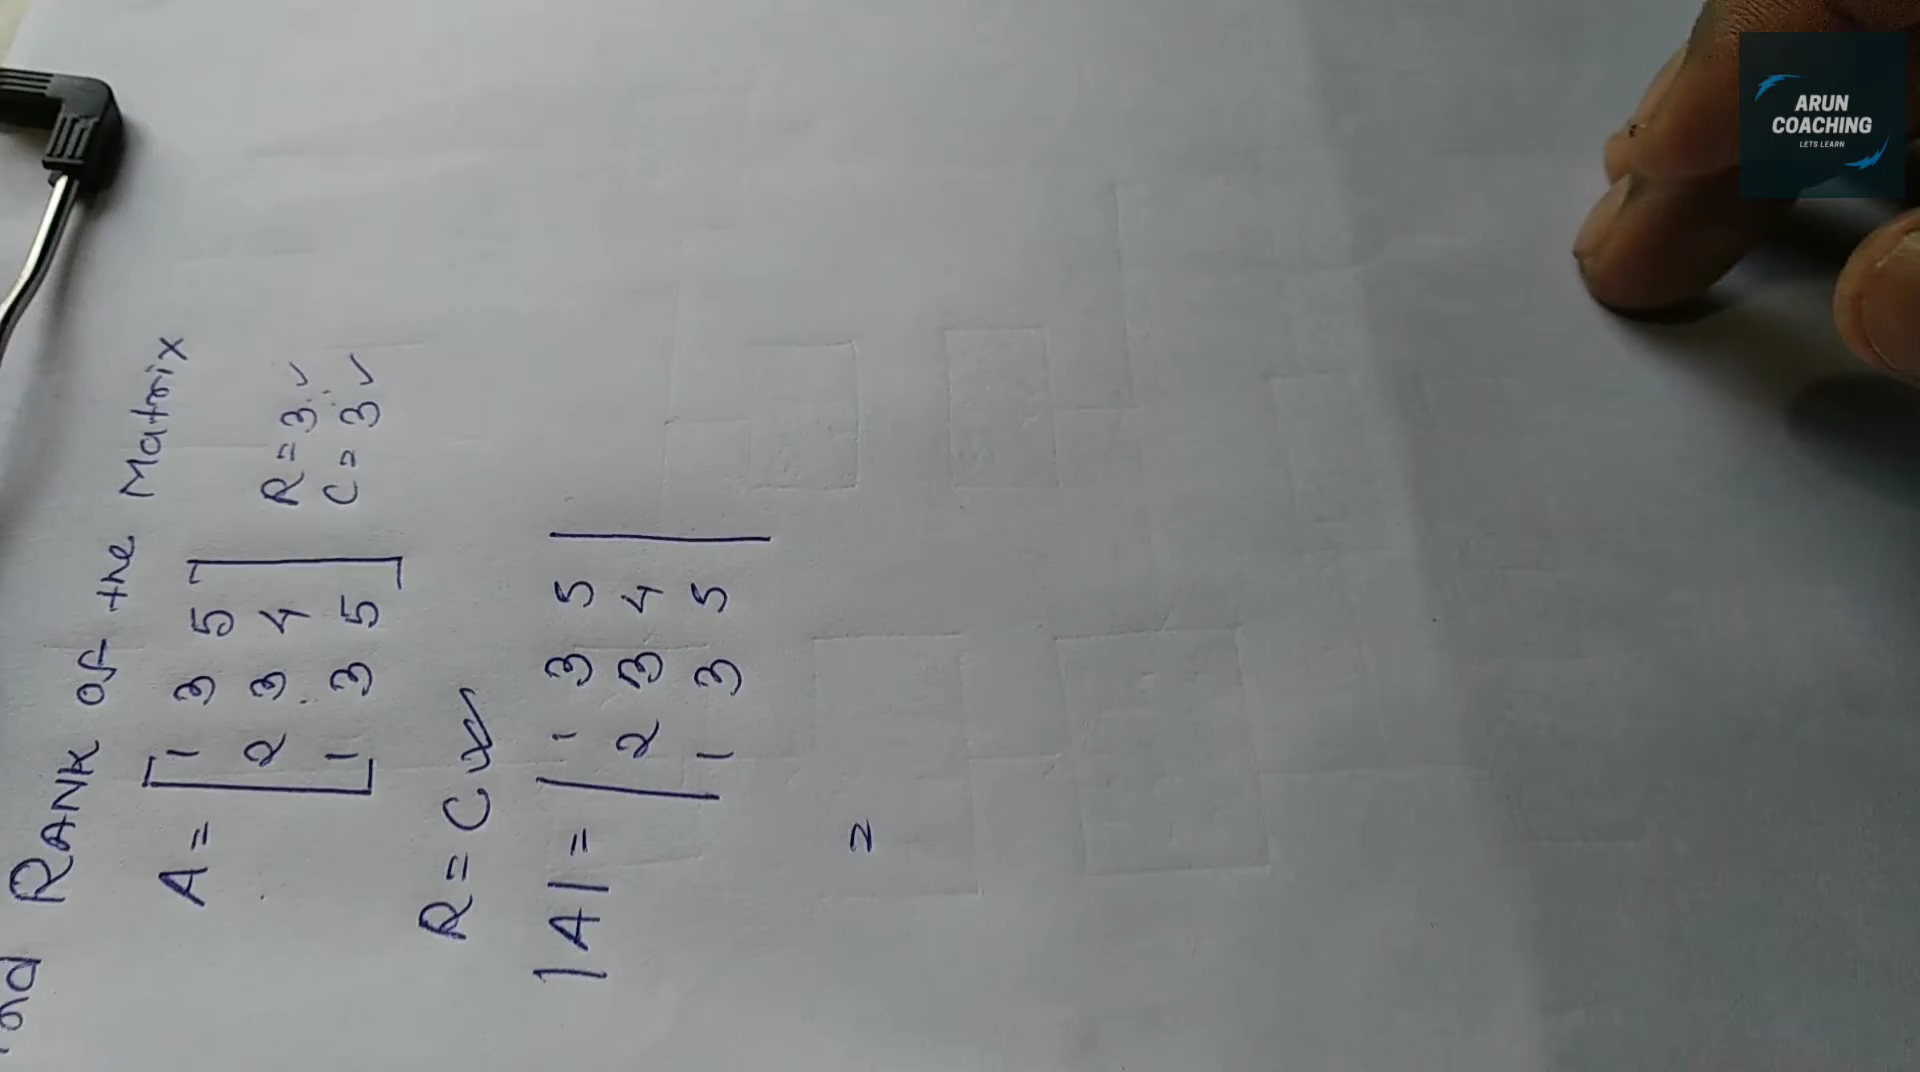 RANK of the Matrix
A = [ 1 3 5 ]
2 3 4
1 3 5
R = 3 ✓
C = 3 ✓
R = C
|A| = | 1 3 5 |
2 3 4
1 3 5
=
ARUN
COACHING
LETS LEARN